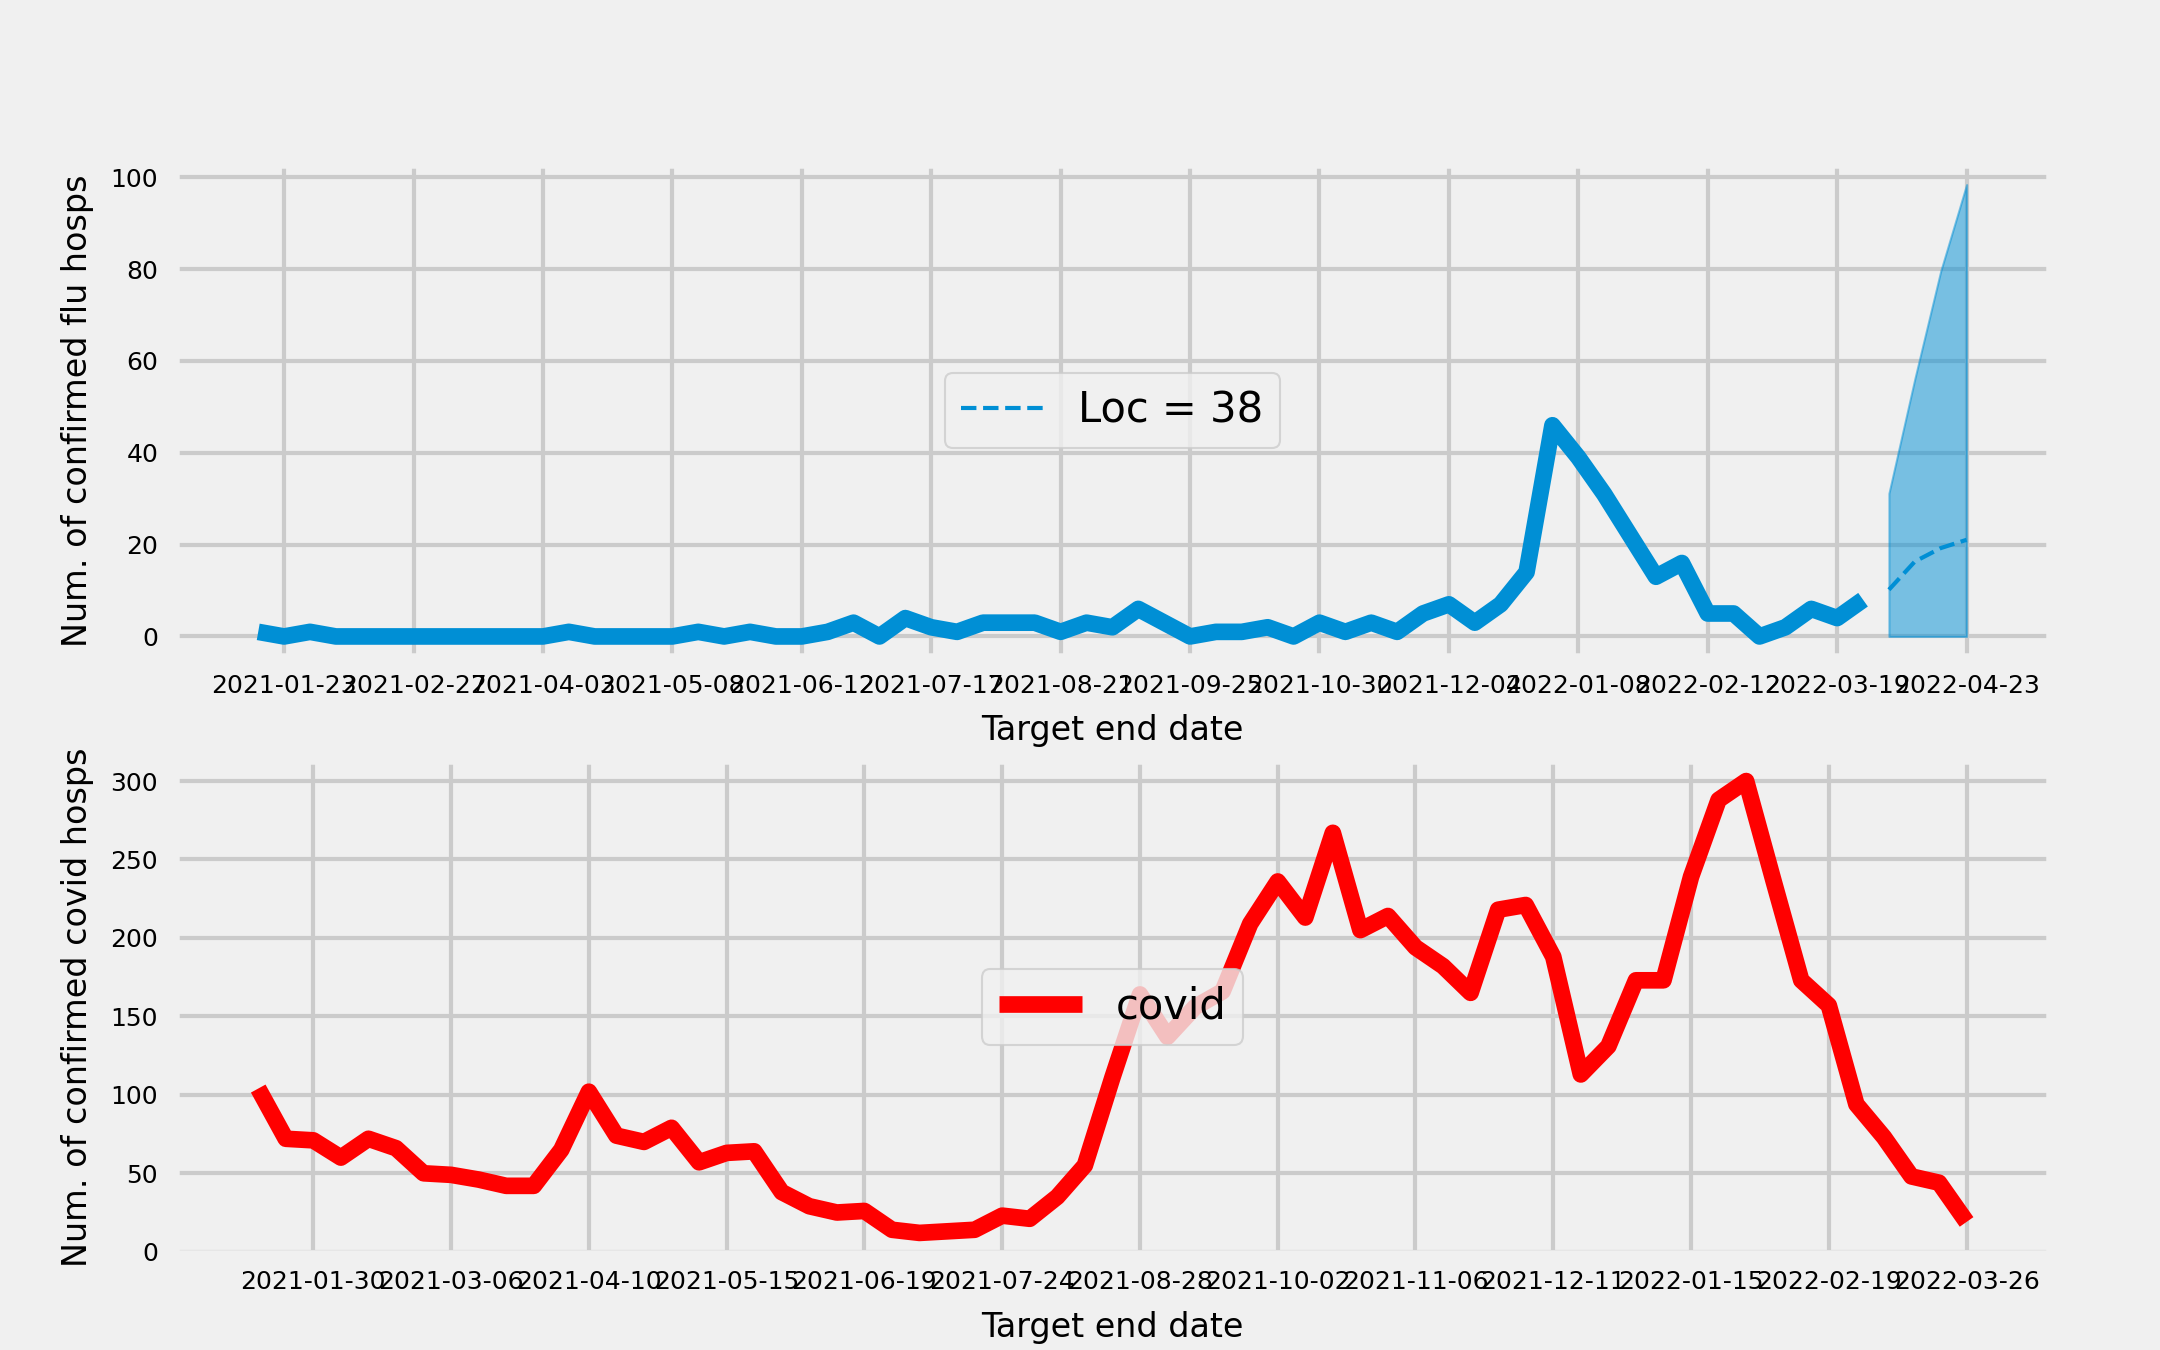 Num. of confirmed flu hosps
100
80
60
40
20
0
Loc = 38
2021-01-23 2021-02-27 2021-04-03 2021-05-08 2021-06-12 2021-07-17 2021-08-21 2021-09-25 2021-10-30 2021-12-04 2022-01-08 2022-02-12 2022-03-19 2022-04-23
Target end date
Num. of confirmed covid hosps
300
250
200
150
100
50
0
covid
2021-01-30 2021-03-06 2021-04-10 2021-05-15 2021-06-19 2021-07-24 2021-08-28 2021-10-02 2021-11-06 2021-12-11 2022-01-15 2022-02-19 2022-03-26
Target end date